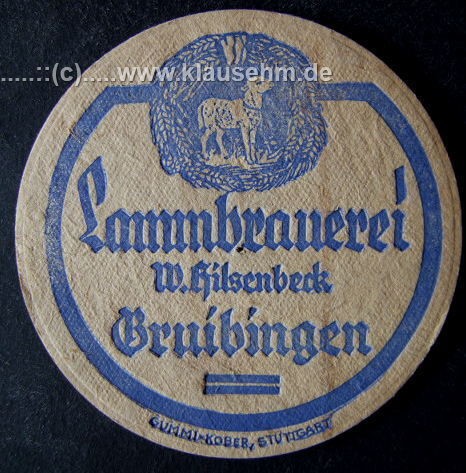 ......::(c).....www.klausehm.de
Lammbrauerei
W. Hilsenbeck
Gruibingen
GUMMI-KOBER, STUTTGART